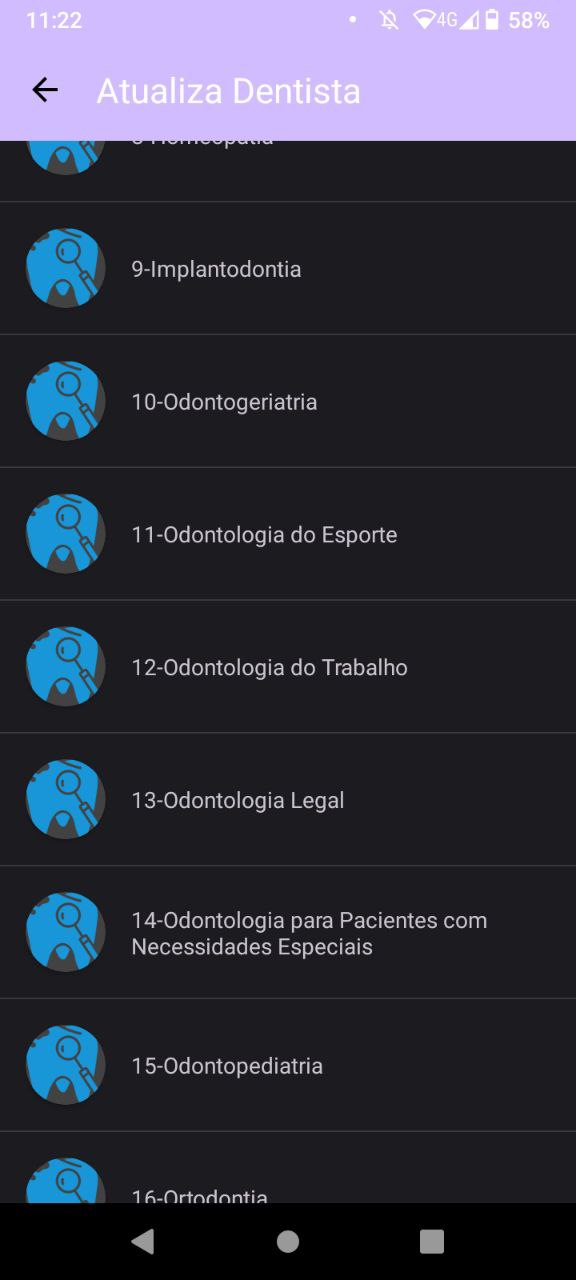 11:22
4G
58%
Atualiza Dentista
8-Homeopatia
9-Implantodontia
10-Odontogeriatria
11-Odontologia do Esporte
12-Odontologia do Trabalho
13-Odontologia Legal
14-Odontologia para Pacientes com
Necessidades Especiais
15-Odontopediatria
16-Ortodontia